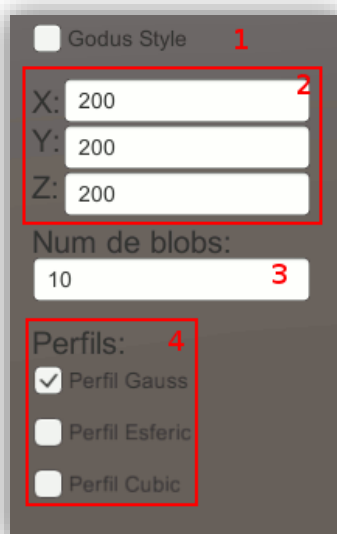 Godus Style 1
2
X: 200
Y: 200
Z: 200
Num de blobs:
10 3
Perfils: 4
Perfil Gauss
Perfil Esferic
Perfil Cubic